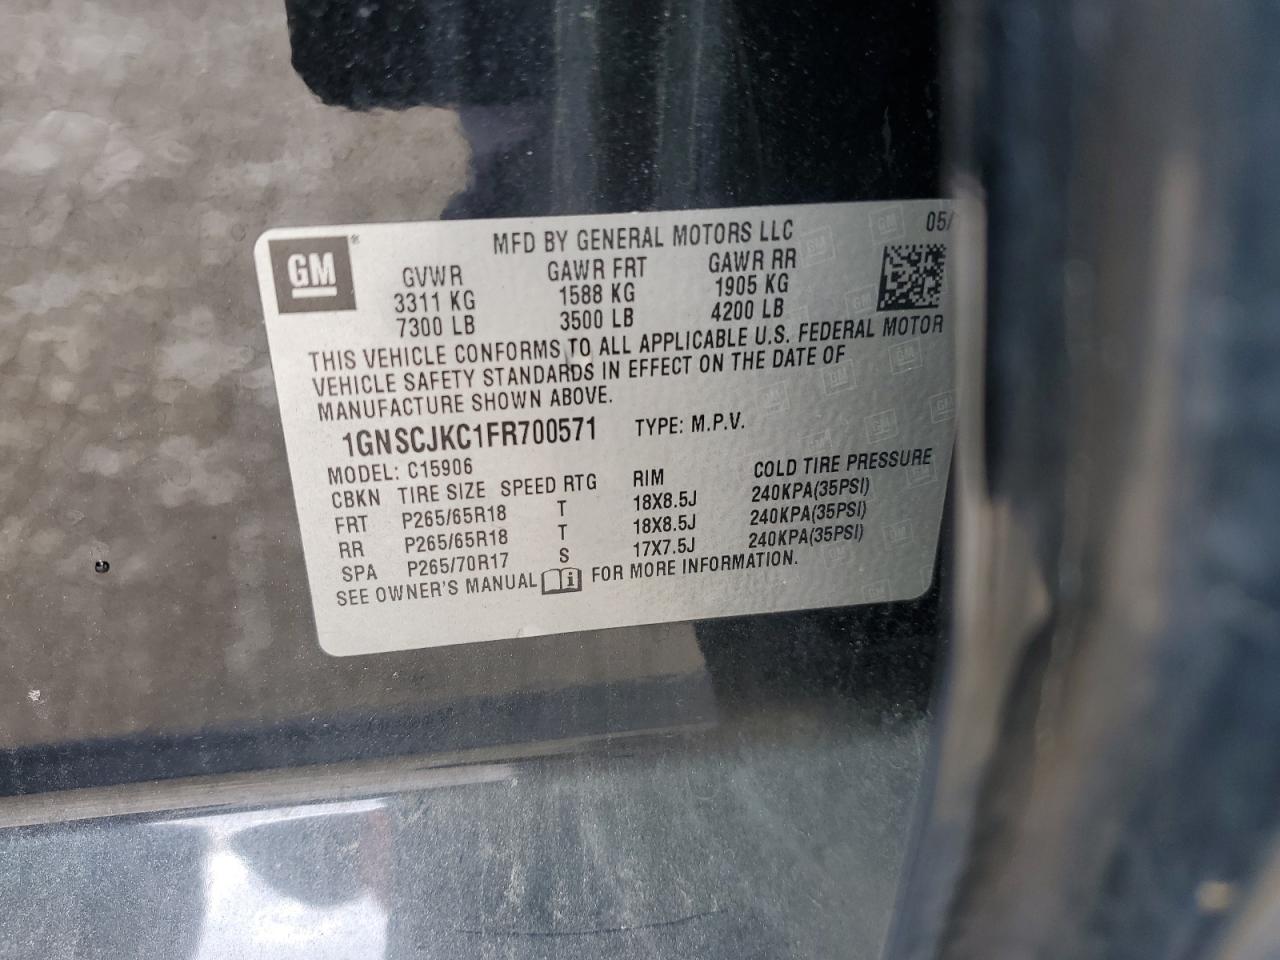 GM®
MFD BY GENERAL MOTORS LLC 05/
GVWR GAWR FRT GAWR RR
3311 KG 1588 KG 1905 KG
7300 LB 3500 LB 4200 LB
THIS VEHICLE CONFORMS TO ALL APPLICABLE U.S. FEDERAL MOTOR
VEHICLE SAFETY STANDARDS IN EFFECT ON THE DATE OF
MANUFACTURE SHOWN ABOVE.
1GNSCJKC1FR700571 TYPE: M.P.V.
MODEL: C15906
CBKN TIRE SIZE SPEED RTG RIM COLD TIRE PRESSURE
FRT P265/65R18 T 18X8.5J 240KPA(35PSI)
RR P265/65R18 T 18X8.5J 240KPA(35PSI)
SPA P265/70R17 S 17X7.5J 240KPA(35PSI)
SEE OWNER'S MANUAL i FOR MORE INFORMATION.